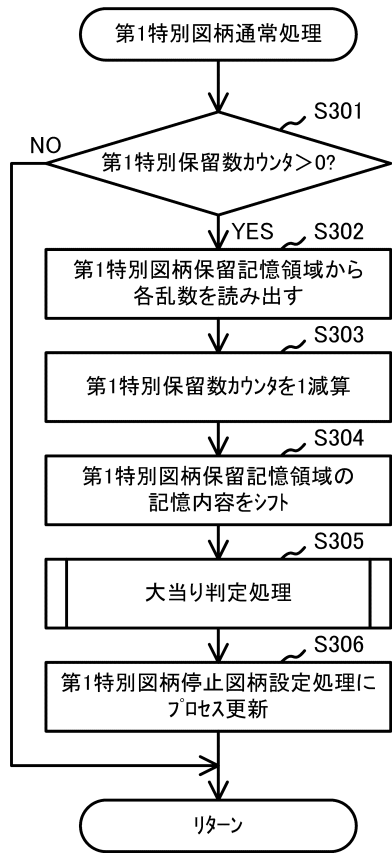 第1特別図柄通常処理
S301
NO
第1特別保留数カウンタ>0?
YES
S302
第1特別図柄保留記憶領域から
各乱数を読み出す
S303
第1特別保留数カウンタを1減算
S304
第1特別図柄保留記憶領域の
記憶内容をシフト
S305
大当り判定処理
S306
第1特別図柄停止図柄設定処理に
プロセス更新
リターン